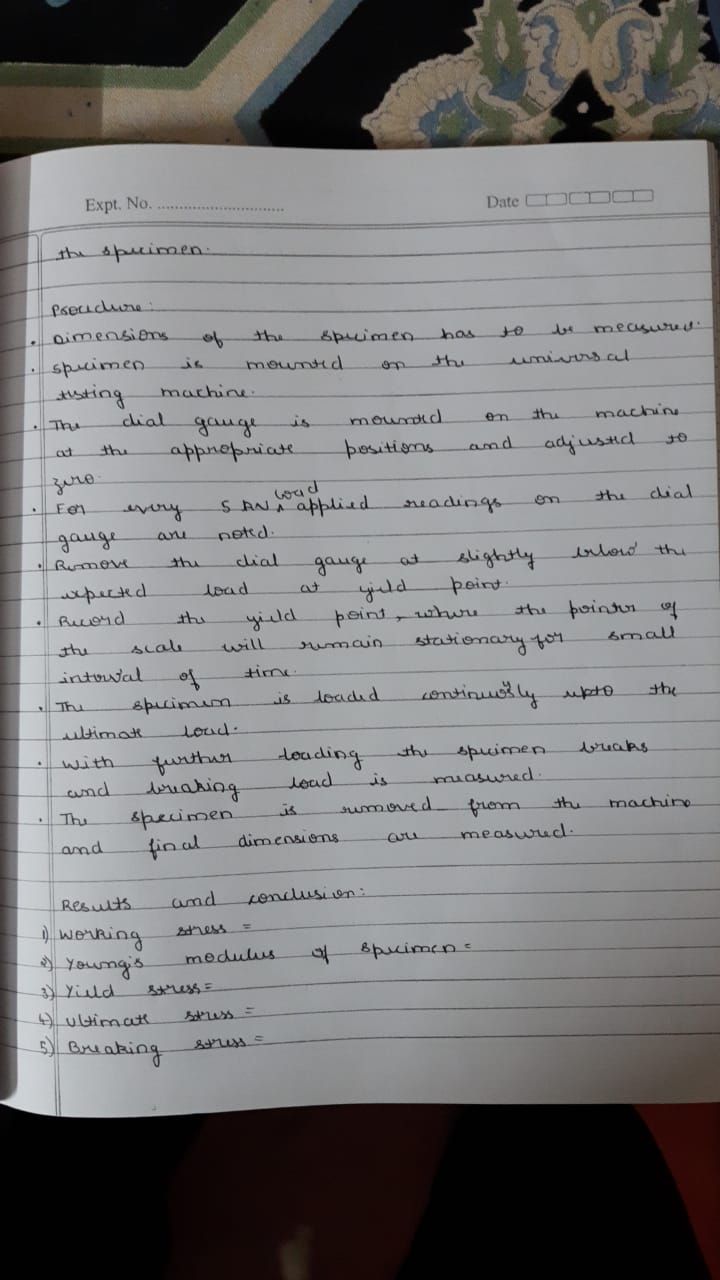 Expt. No. ..............................
Date
the specimen.
Procedure:
. Dimensions of the specimen has to be measured.
. specimen is mounted on the universal
testing machine.
. The dial gauge is mounted on the machine
at the appropriate positions and adjusted to
zero.
. For every 5 load applied readings on the dial
gauge are noted.
. Remove the dial gauge at slightly below the
expected load at yield point.
. Record the yield point, where the pointer of
the scale will remain stationary for small
interval of time.
. The specimen is loaded continuously upto the
ultimate load.
. With further loading the specimen breaks
and breaking load is measured.
. The specimen is removed from the machine
and final dimensions are measured.
Results and conclusion:
1) Working stress =
2) Young's modulus of specimen =
3) Yield stress =
4) Ultimate stress =
5) Breaking stress =